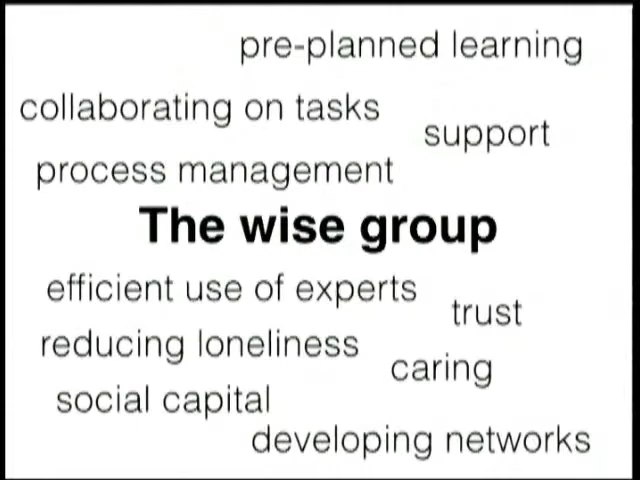 pre-planned learning
collaborating on tasks
support
process management
The wise group
efficient use of experts
trust
reducing loneliness
caring
social capital
developing networks